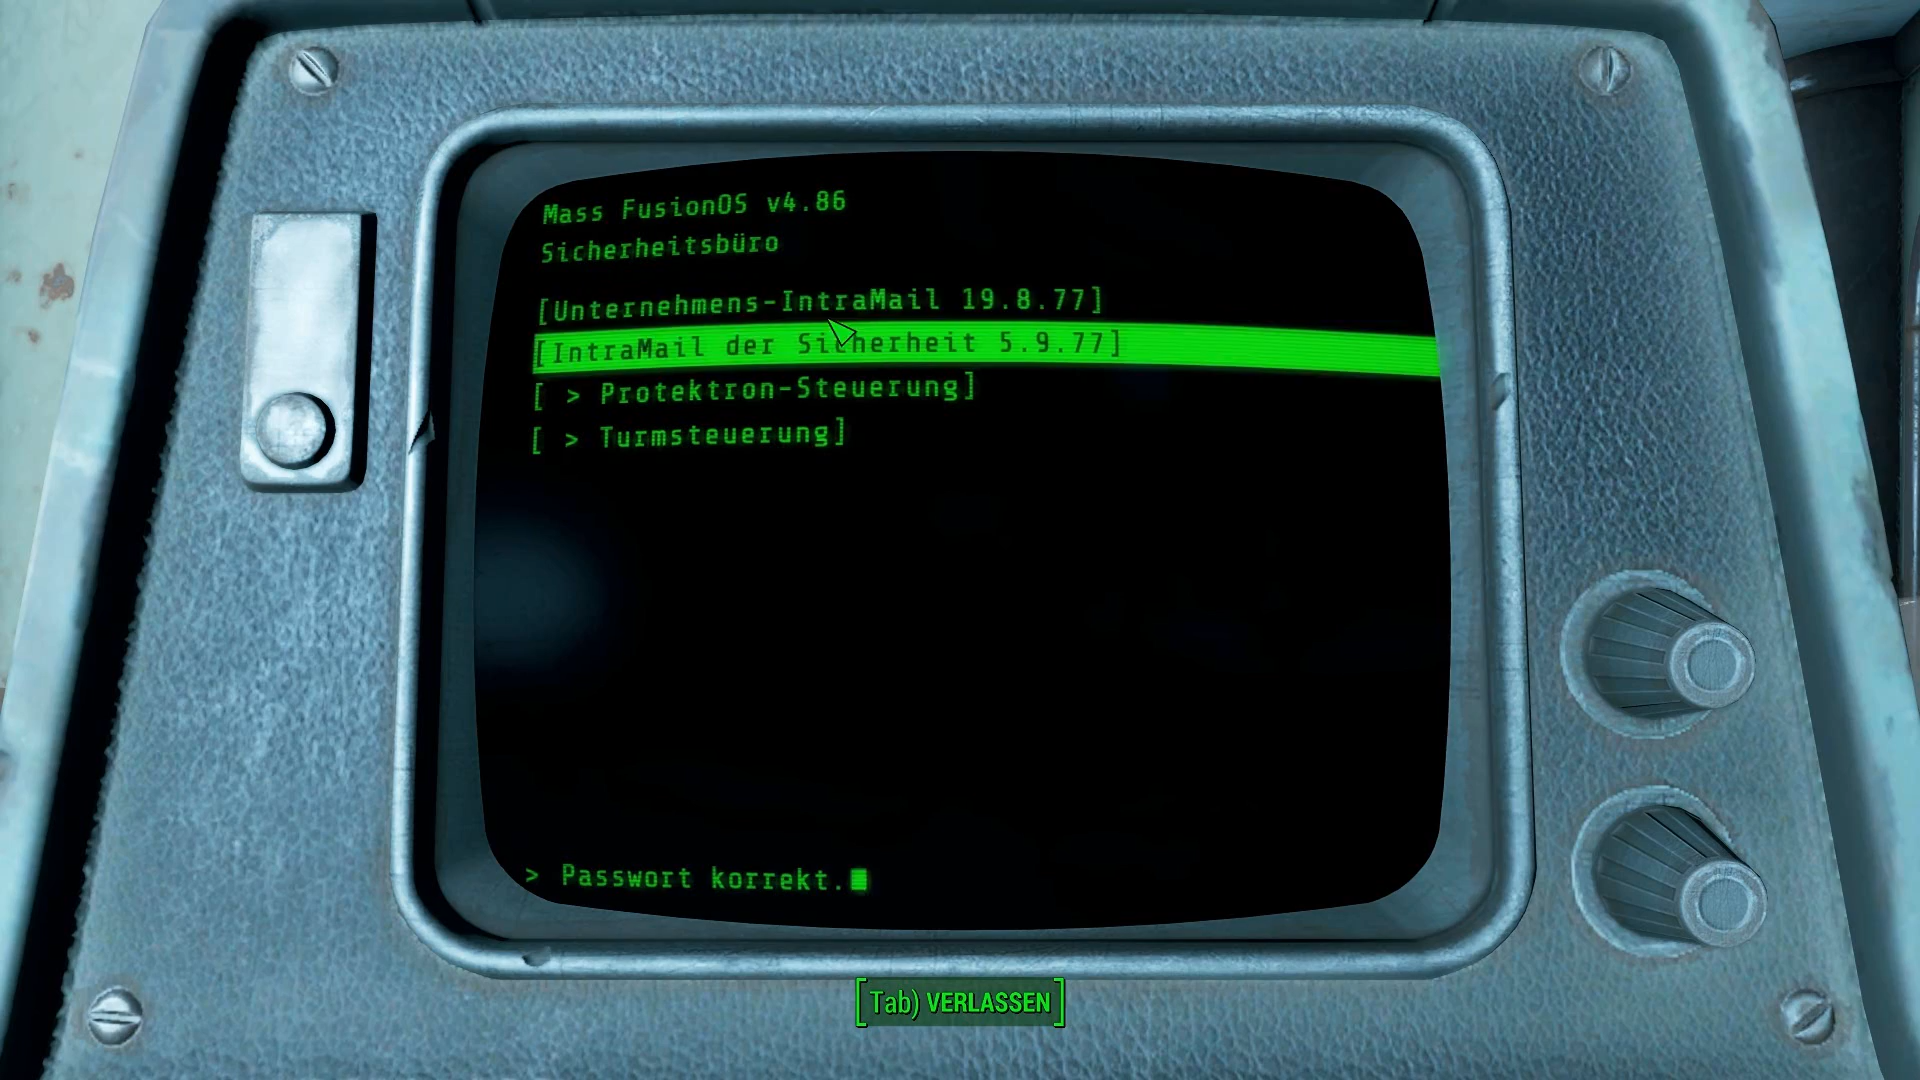 Mass FusionOS v4.86
Sicherheitsbüro
[Unternehmens-IntraMail 19.8.77]
[IntraMail der Sicherheit 5.9.77]
[ > Protektron-Steuerung]
[ > Turmsteuerung]
> Passwort korrekt.
[Tab) VERLASSEN]